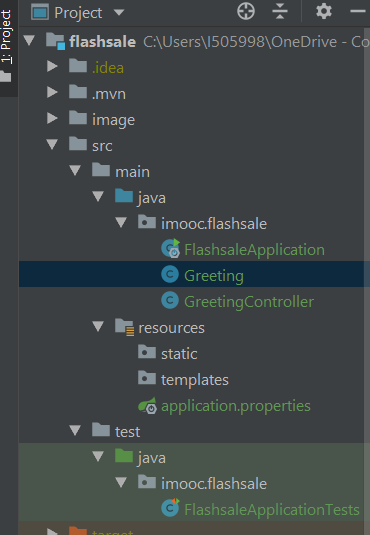 1: Project
Project
flashsale C:\Users\I505998\OneDrive - Co
.idea
.mvn
image
src
main
java
imooc.flashsale
FlashsaleApplication
Greeting
GreetingController
resources
static
templates
application.properties
test
java
imooc.flashsale
FlashsaleApplicationTests
target